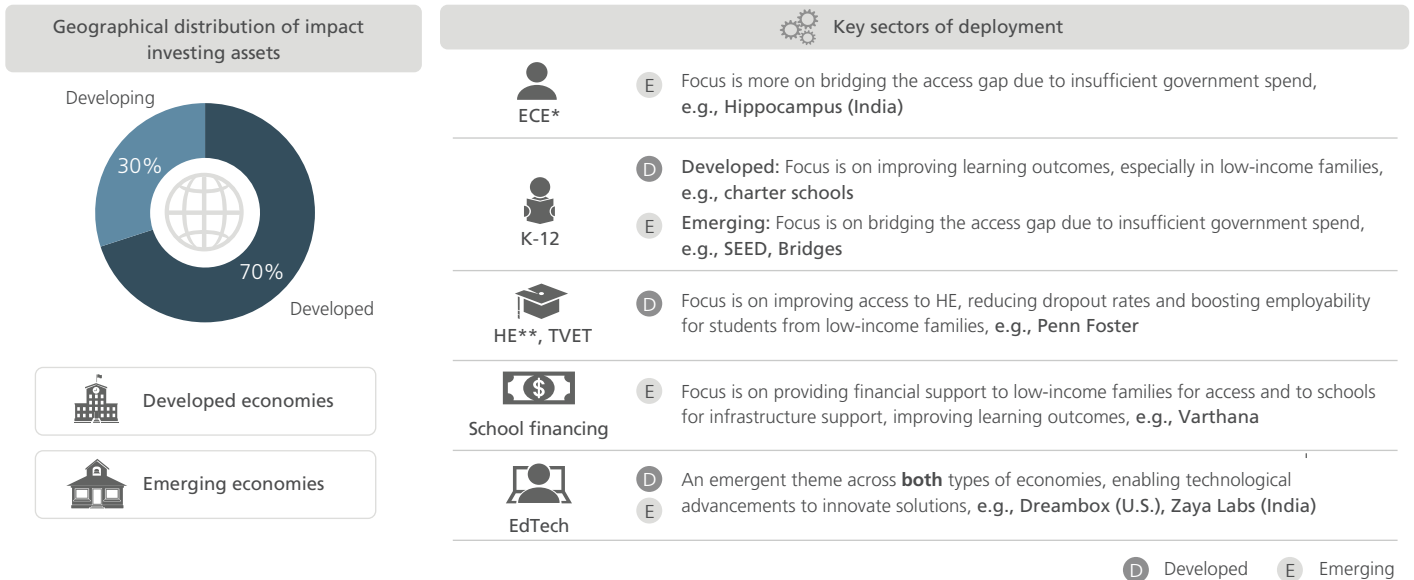 Geographical distribution of impact
investing assets
Developing
30%
70%
Developed
Developed economies
Emerging economies
Key sectors of deployment
ECE*
E
Focus is more on bridging the access gap due to insufficient government spend,
e.g., Hippocampus (India)
K-12
D
Developed: Focus is on improving learning outcomes, especially in low-income families,
e.g., charter schools
E
Emerging: Focus is on bridging the access gap due to insufficient government spend,
e.g., SEED, Bridges
HE**, TVET
D
Focus is on improving access to HE, reducing dropout rates and boosting employability
for students from low-income families, e.g., Penn Foster
$
School financing
E
Focus is on providing financial support to low-income families for access and to schools
for infrastructure support, improving learning outcomes, e.g., Varthana
EdTech
D
E
An emergent theme across both types of economies, enabling technological
advancements to innovate solutions, e.g., Dreambox (U.S.), Zaya Labs (India)
D Developed E Emerging